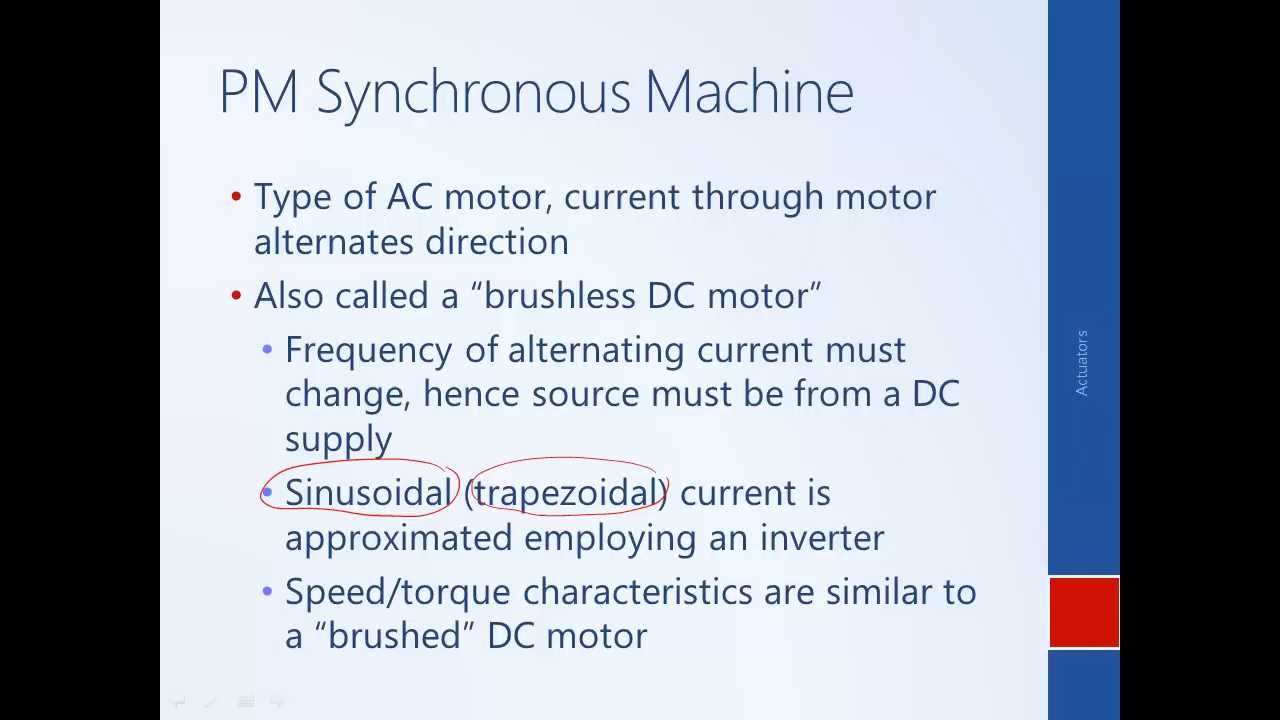 PM Synchronous Machine
• Type of AC motor, current through motor
alternates direction
• Also called a “brushless DC motor”
• Frequency of alternating current must
change, hence source must be from a DC
supply
• Sinusoidal (trapezoidal) current is
approximated employing an inverter
• Speed/torque characteristics are similar to
a “brushed” DC motor
Actuators